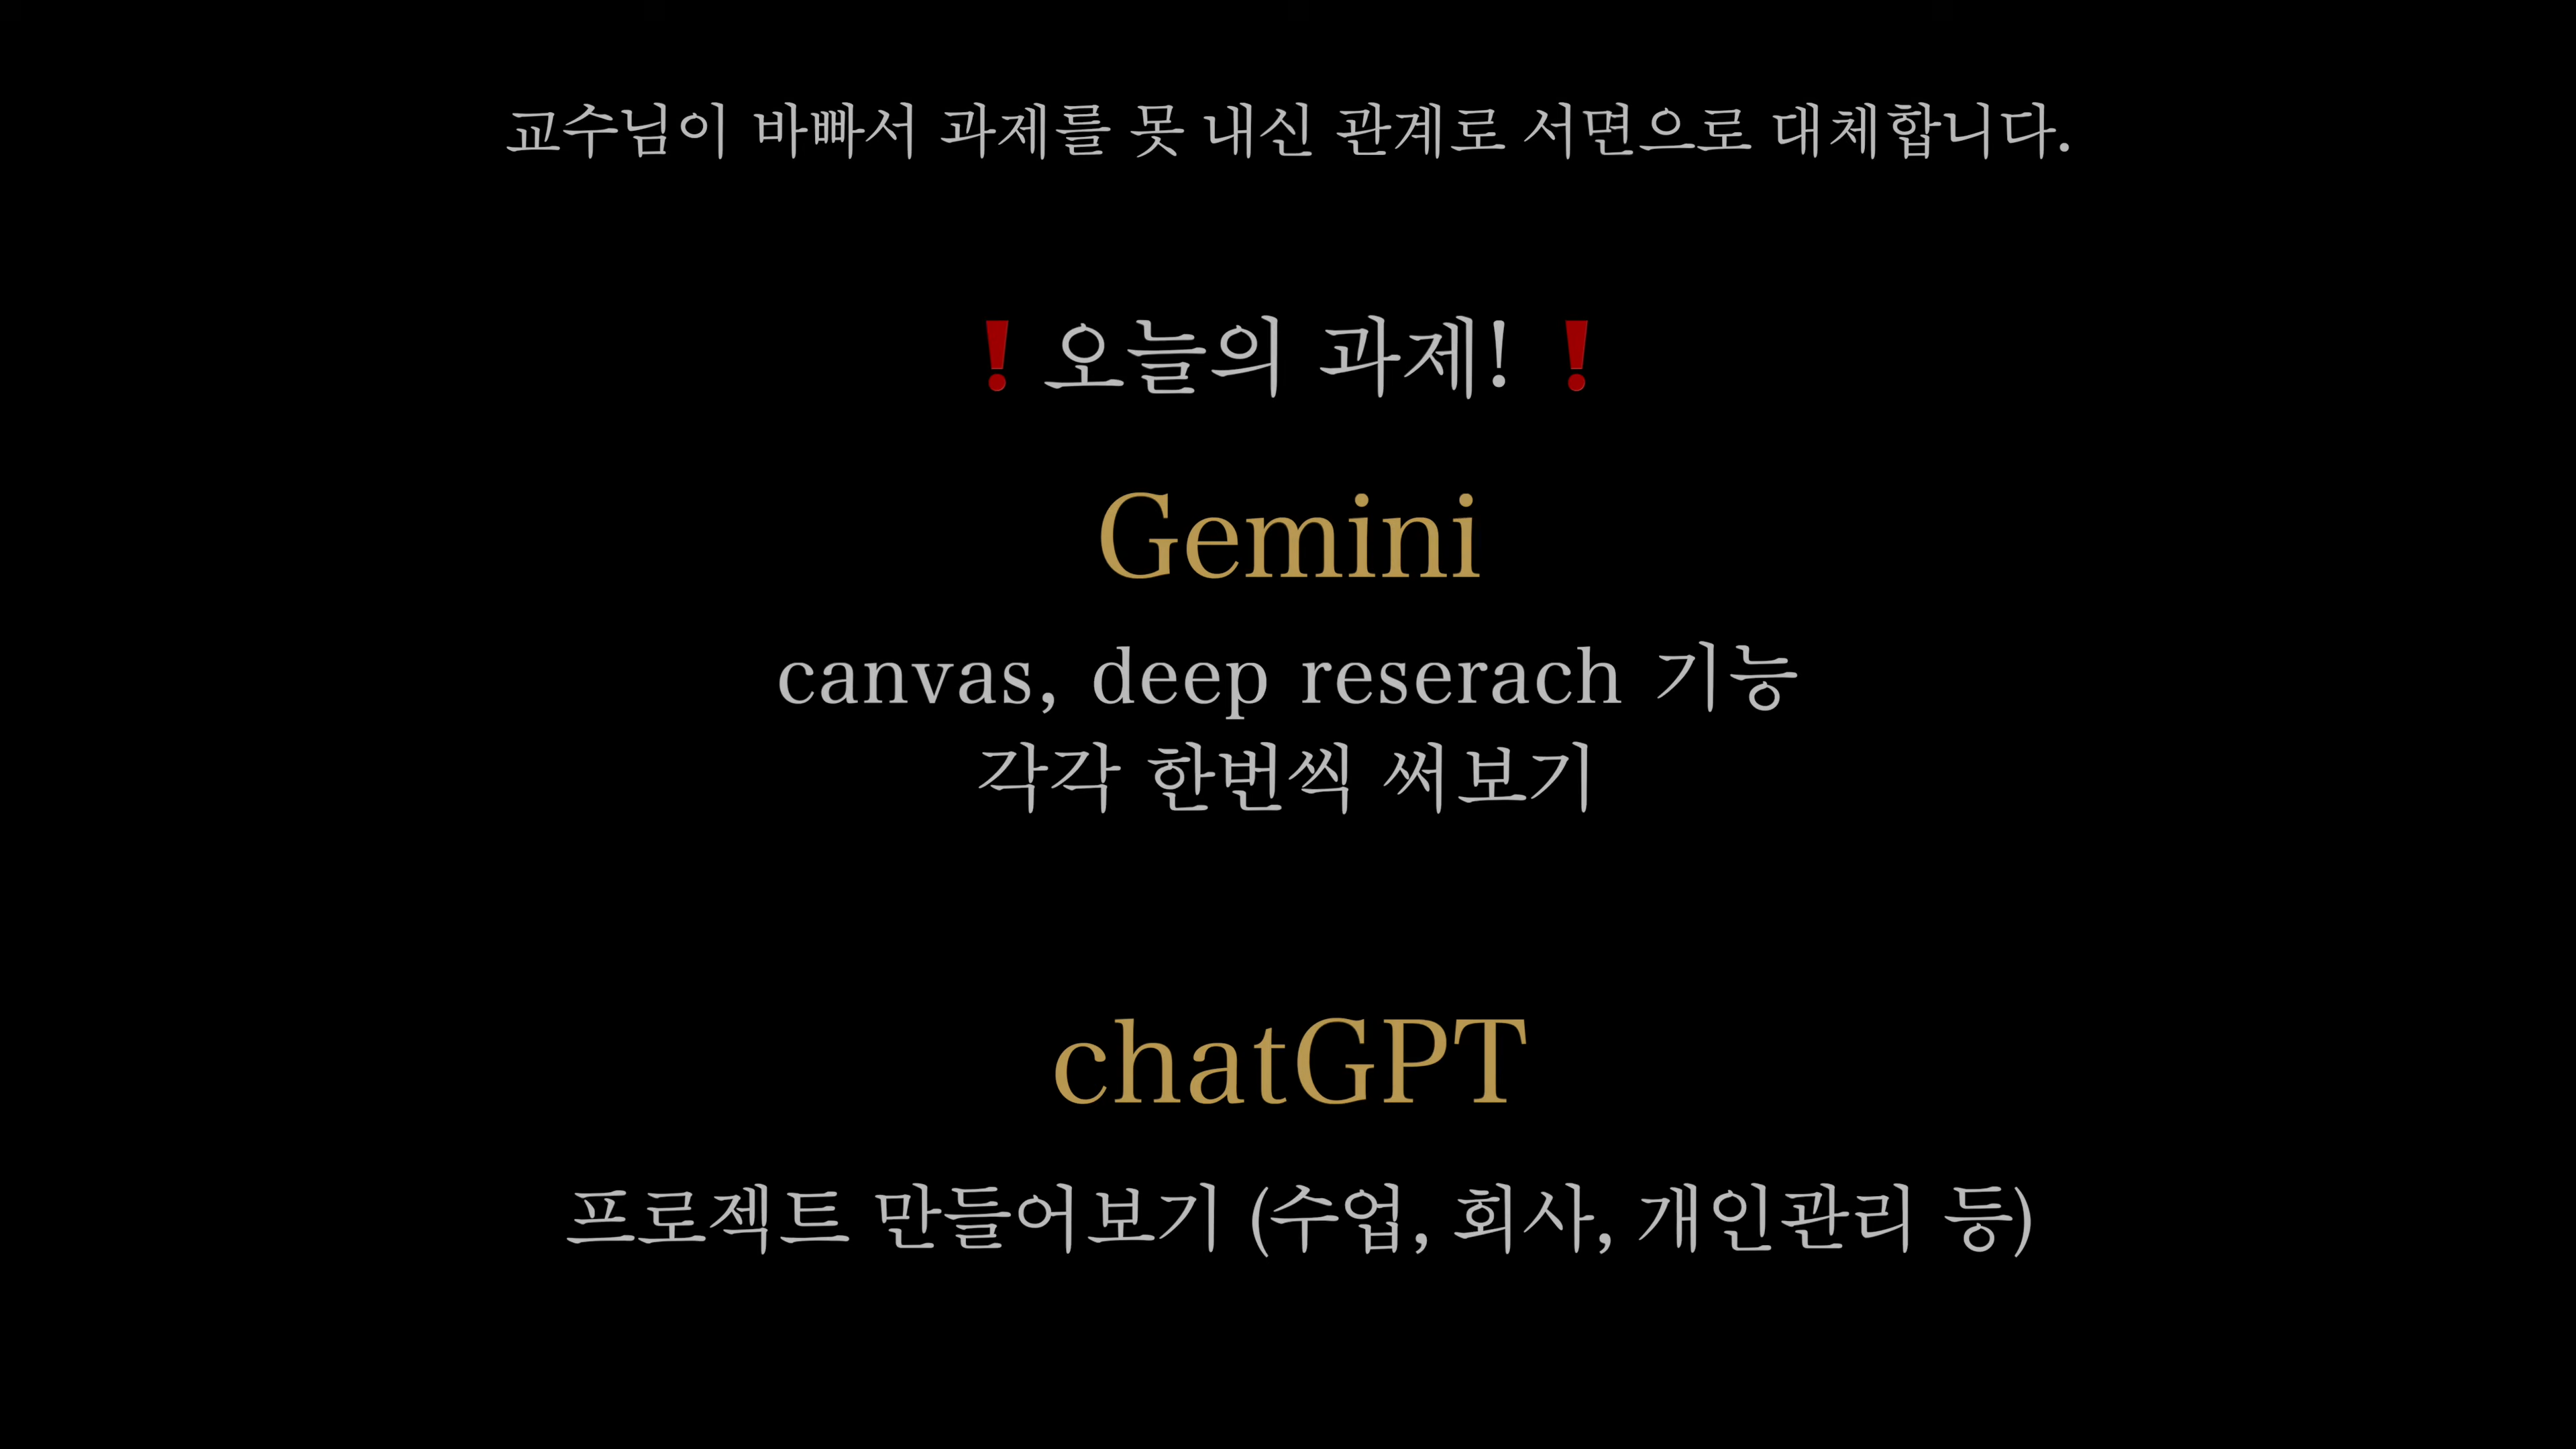 교수님이 바빠서 과제를 못 내신 관계로 서면으로 대체합니다.
❗오늘의 과제! ❗
Gemini
canvas, deep reserach 기능
각각 한번씩 써보기
chatGPT
프로젝트 만들어보기 (수업, 회사, 개인관리 등)